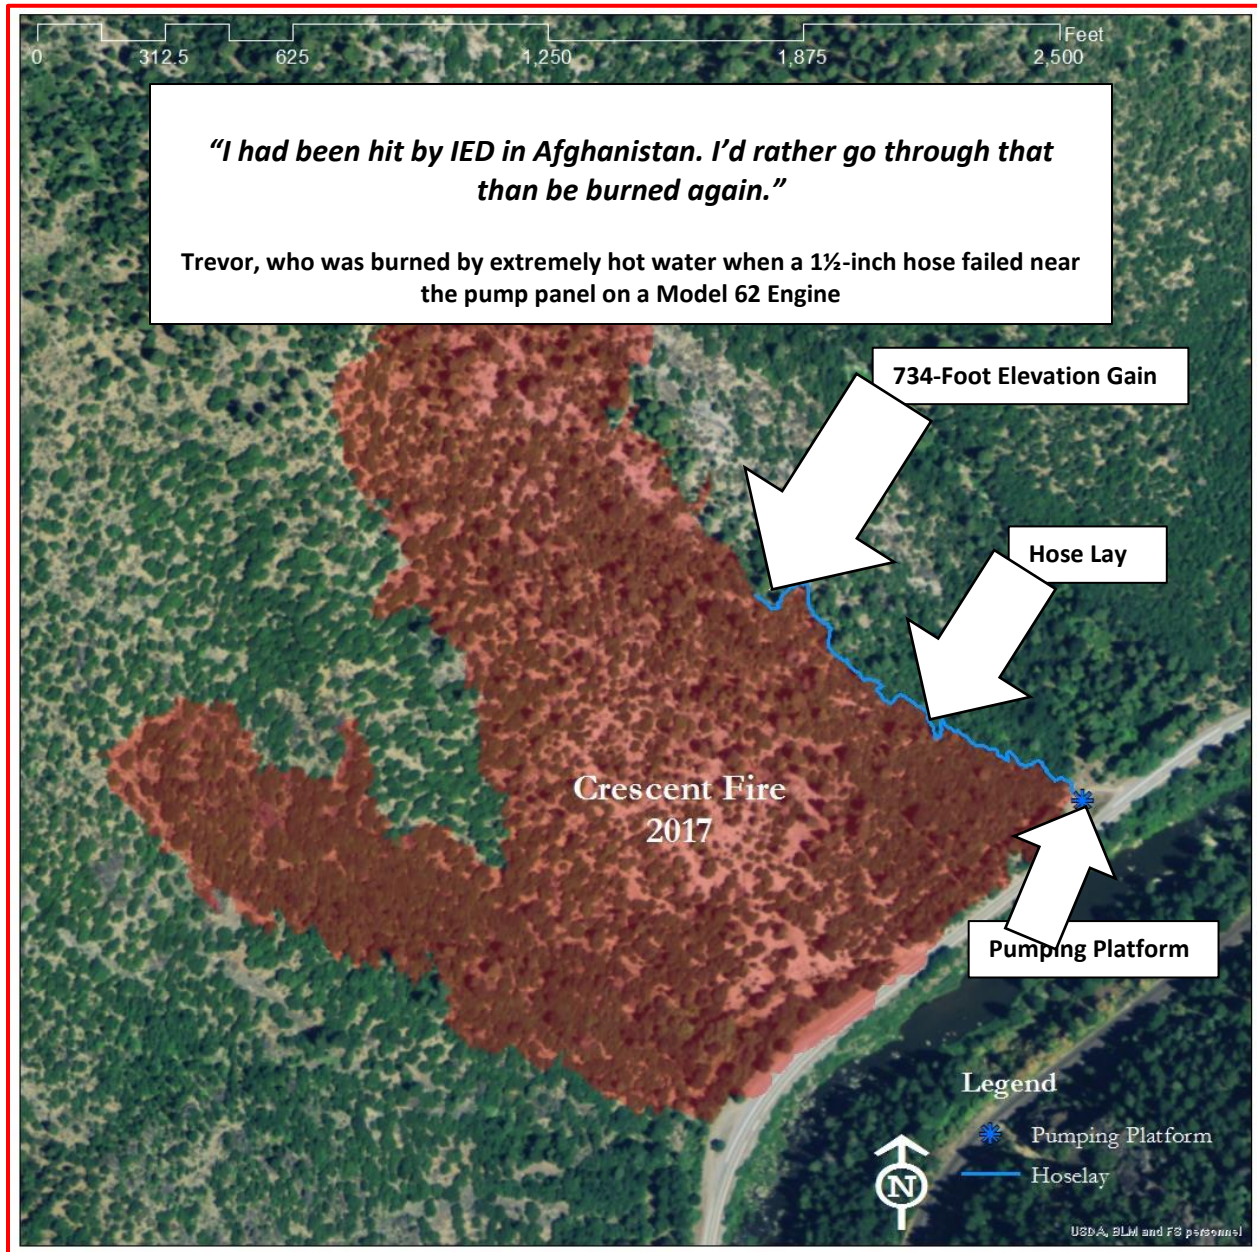 Feet
0 312.5 625 1,250 1,875 2,500
“I had been hit by IED in Afghanistan. I’d rather go through that
than be burned again.”
Trevor, who was burned by extremely hot water when a 1½-inch hose failed near
the pump panel on a Model 62 Engine
734-Foot Elevation Gain
Hose Lay
Crescent Fire
2017
Pumping Platform
Legend
Pumping Platform
Hoselay
N
USDA, BLM and FS personnel